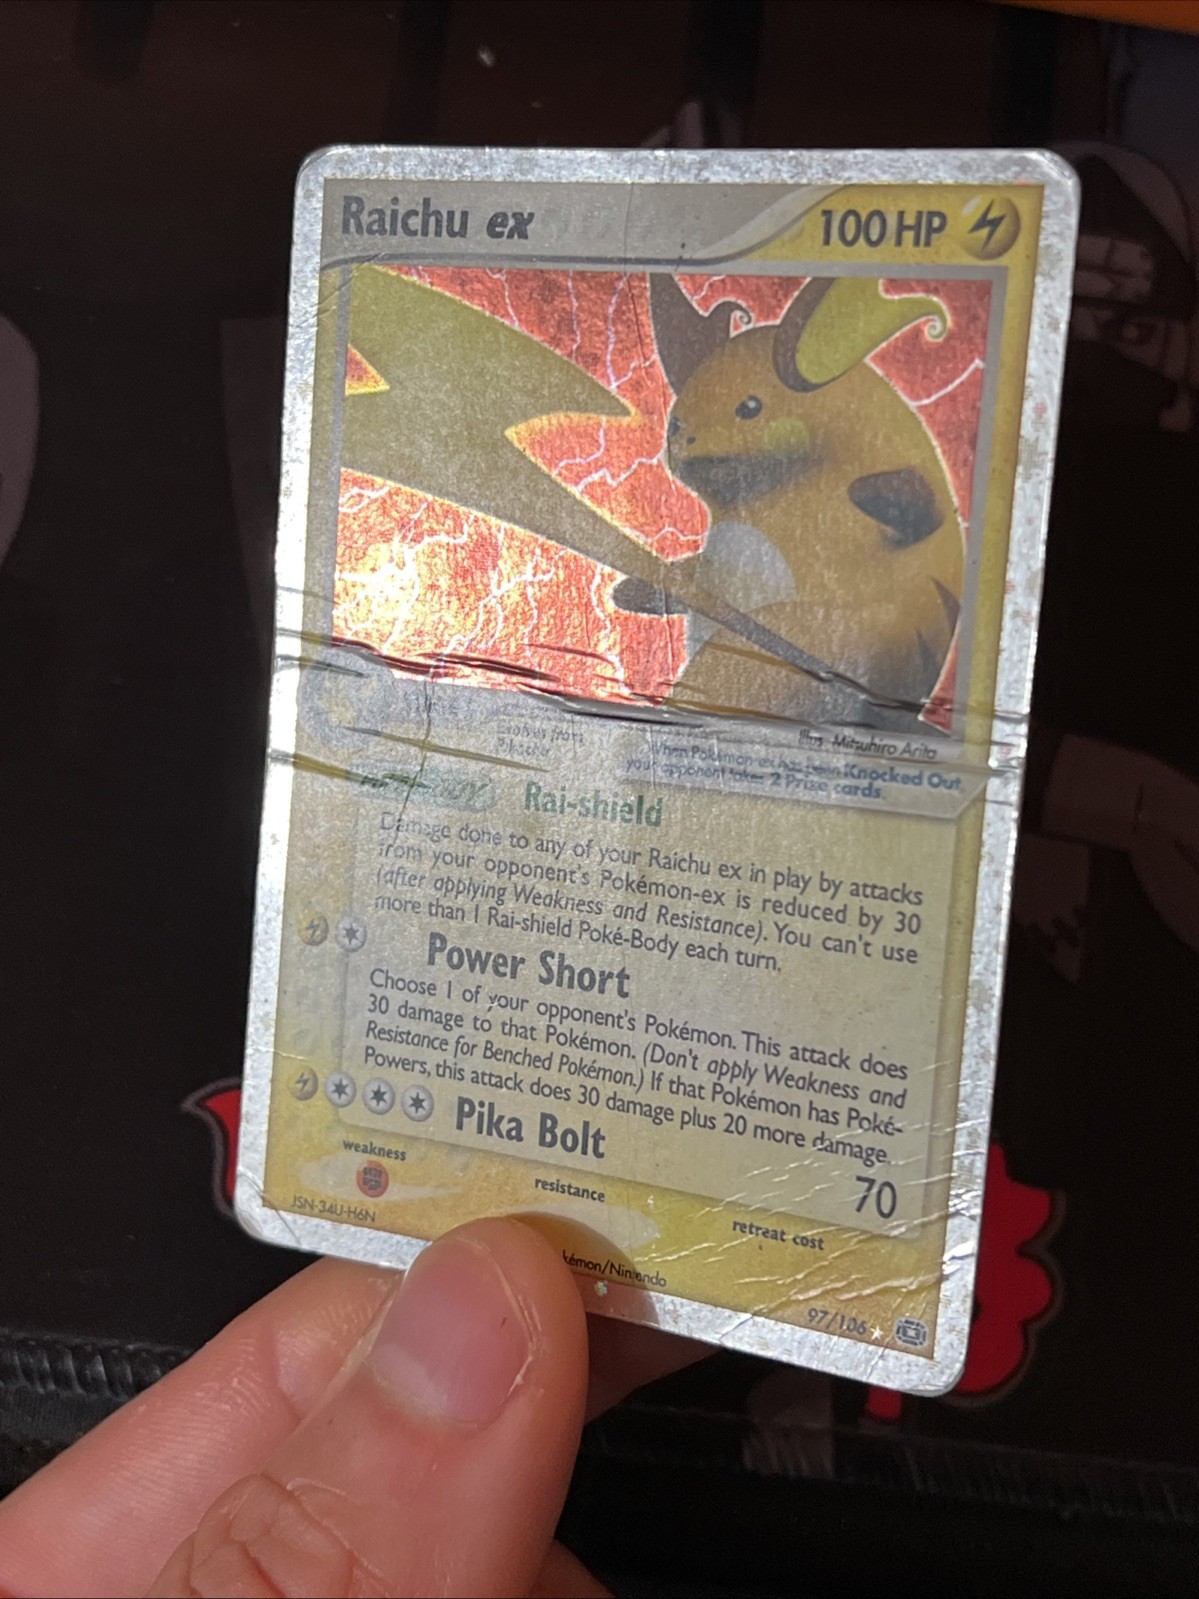 Raichu ex
100 HP
Illus. Mitsuhiro Arita
Evolves from
Pikachu
When Pokémon-ex has been Knocked Out,
your opponent takes 2 Prize cards.
Rai-shield
Damage done to any of your Raichu ex in play by attacks
from your opponent's Pokémon-ex is reduced by 30
(after applying Weakness and Resistance). You can't use
more than 1 Rai-shield Poké-Body each turn.
Power Short
Choose 1 of your opponent's Pokémon. This attack does
30 damage to that Pokémon. (Don't apply Weakness and
Resistance for Benched Pokémon.) If that Pokémon has Poké-
Powers, this attack does 30 damage plus 20 more damage.
Pika Bolt
70
weakness
resistance
retreat cost
JSN-34U-H6N
kémon/Nintendo
97/106